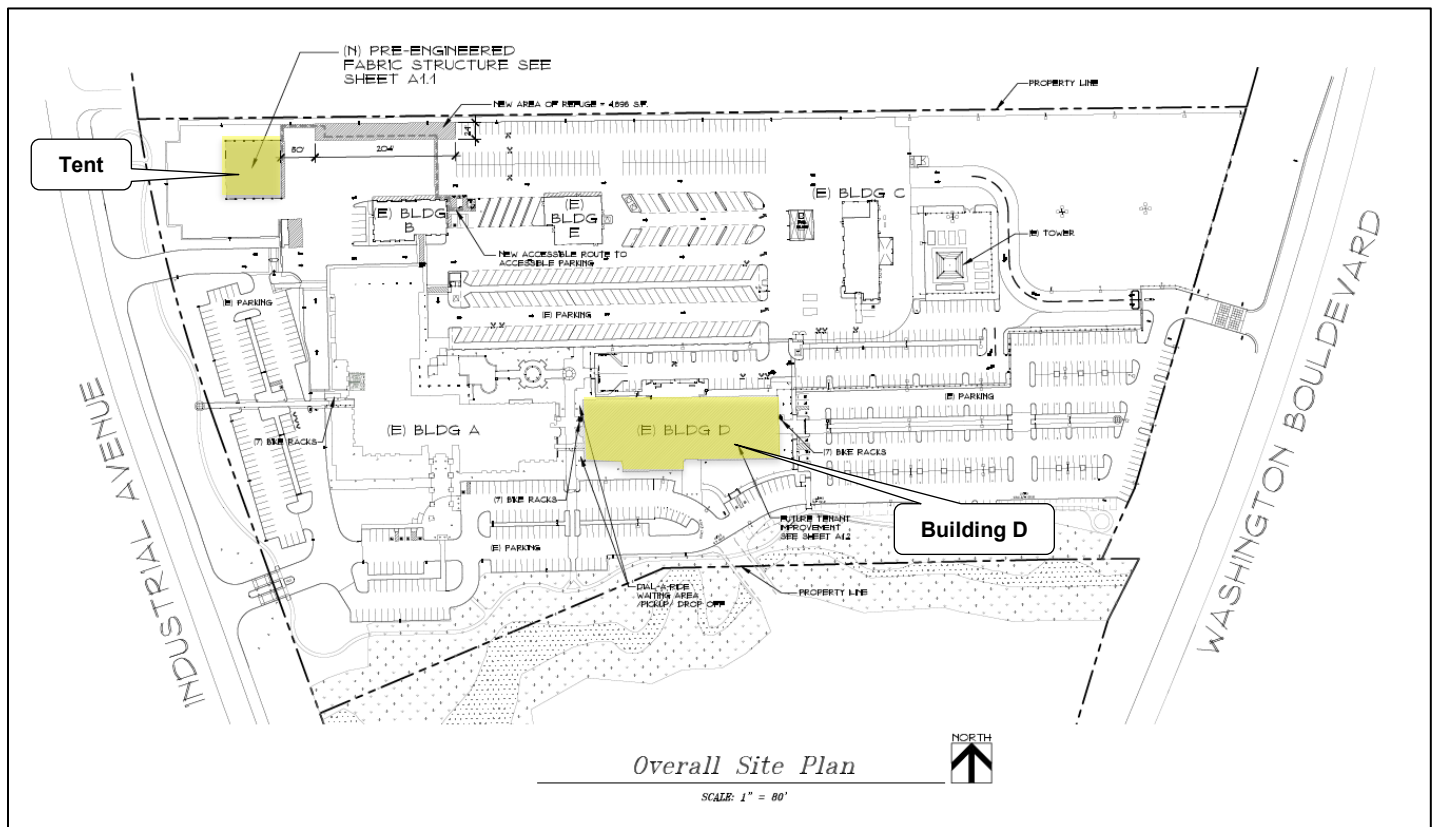 (N) PRE-ENGINEERED
FABRIC STRUCTURE SEE
SHEET A1.1
PROPERTY LINE
NEW AREA OF REFUGE = 4,896 S.F.
24'
Tent
80'
204'
(E) BLDG
B
(E)
BLDG
E
(E) BLDG C
(E) TOWER
NEW ACCESSIBLE ROUTE TO
ACCESSIBLE PARKING
(E) PARKING
(E) PARKING
(E) PARKING
(E) BLDG A
(E) BLDG D
(7) BIKE RACKS
(7) BIKE RACKS
(7) BIKE RACKS
INDUSTRIAL AVENUE
WASHINGTON BOULDEVARD
Building D
FUTURE TENANT
IMPROVEMENT
SEE SHEET A1.2
(E) PARKING
DIAL-A-RIDE
WAITING AREA
/PICKUP/ DROP OFF
PROPERTY LINE
NORTH
Overall Site Plan
SCALE: 1" = 80'